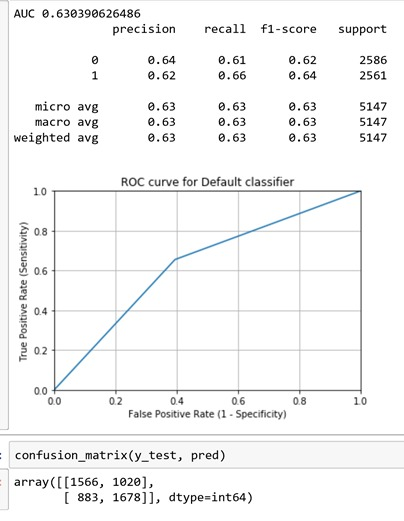 AUC 0.630390626486
precision recall f1-score support
0 0.64 0.61 0.62 2586
1 0.62 0.66 0.64 2561
micro avg 0.63 0.63 0.63 5147
macro avg 0.63 0.63 0.63 5147
weighted avg 0.63 0.63 0.63 5147
ROC curve for Default classifier
1.0
0.8
0.6
0.4
0.2
0.0
True Positive Rate (Sensitivity)
0.0 0.2 0.4 0.6 0.8 1.0
False Positive Rate (1 - Specificity)
: confusion_matrix(y_test, pred)
: array([[1566, 1020],
[ 883, 1678]], dtype=int64)